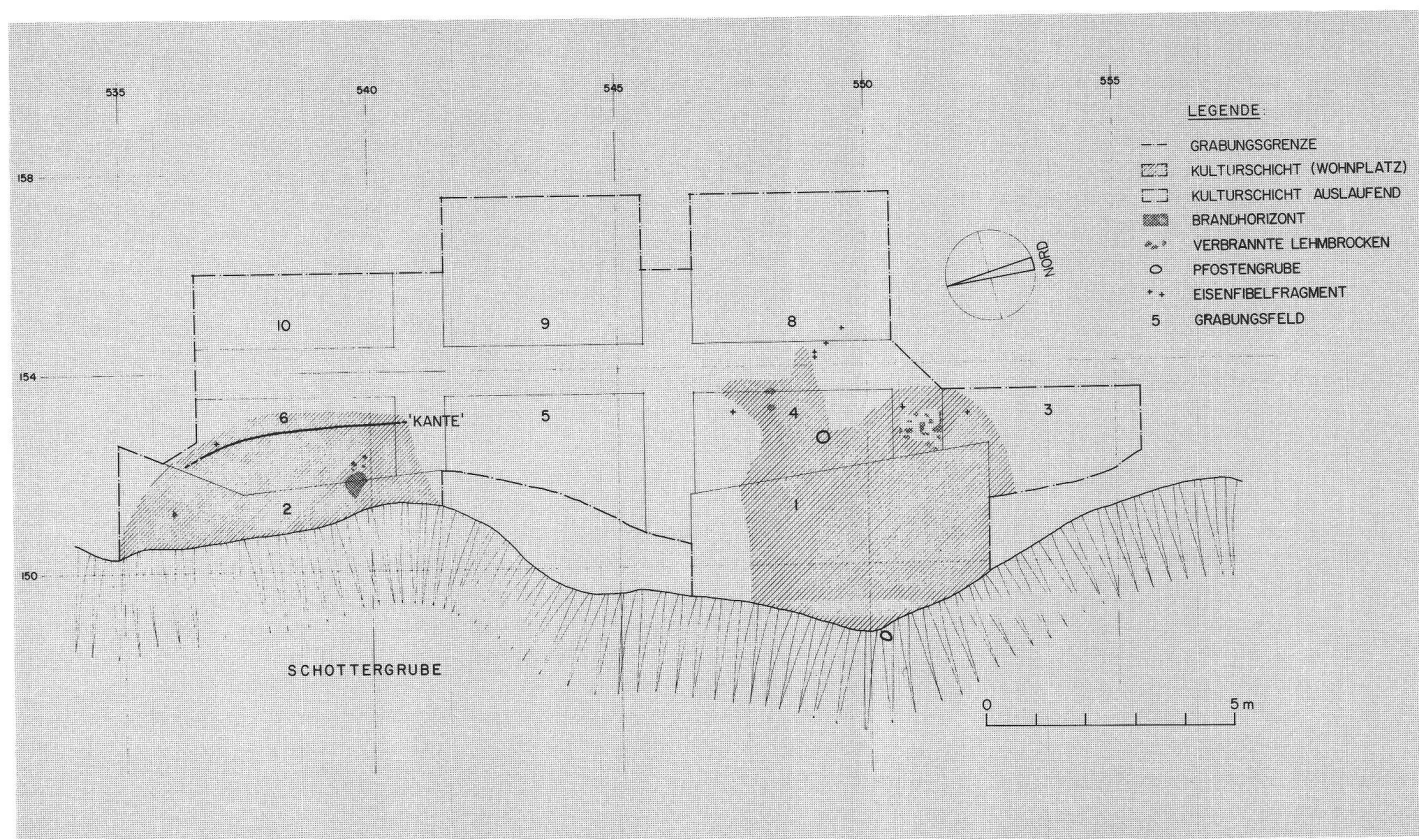 535 540 545 550 555
LEGENDE:
GRABUNGSGRENZE
158
KULTURSCHICHT (WOHNPLATZ)
KULTURSCHICHT AUSLAUFEND
BRANDHORIZONT
VERBRANNTE LEHMBROCKEN
NORD
PFOSTENGRUBE
EISENFIBELFRAGMENT
5 GRABUNGSFELD
10 9 8
154
6 'KANTE' 5 4 3
2 1
150
SCHOTTERGRUBE
0 5 m